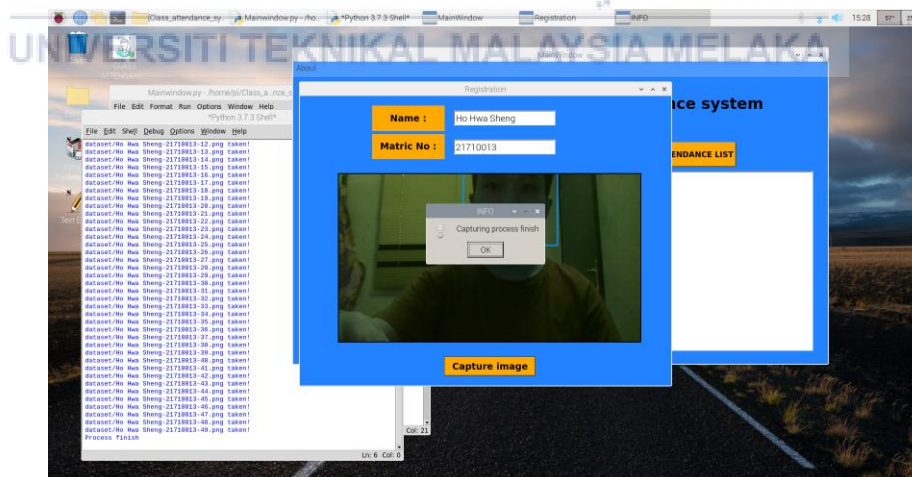 [Class_attendance_sy..
Mainwindow.py - /ho..
*Python 3.7.3 Shell*
MainWindow
Registration
INFO
15:28
57°
UNIVERSITI TEKNIKAL MALAYSIA MELAKA
CLASS
ATTENDANC
Mainwindow.py - /home/pi/Class_a..nce_s
File Edit Format Run Options Window Help
*Python 3.7.3 Shell*
File Edit Shell Debug Options Window Help
dataset/Ho Hwa Sheng-21710013-12.png taken!
dataset/Ho Hwa Sheng-21710013-13.png taken!
dataset/Ho Hwa Sheng-21710013-14.png taken!
dataset/Ho Hwa Sheng-21710013-15.png taken!
dataset/Ho Hwa Sheng-21710013-16.png taken!
dataset/Ho Hwa Sheng-21710013-17.png taken!
dataset/Ho Hwa Sheng-21710013-18.png taken!
dataset/Ho Hwa Sheng-21710013-19.png taken!
dataset/Ho Hwa Sheng-21710013-20.png taken!
dataset/Ho Hwa Sheng-21710013-21.png taken!
dataset/Ho Hwa Sheng-21710013-22.png taken!
dataset/Ho Hwa Sheng-21710013-23.png taken!
dataset/Ho Hwa Sheng-21710013-24.png taken!
dataset/Ho Hwa Sheng-21710013-25.png taken!
dataset/Ho Hwa Sheng-21710013-26.png taken!
dataset/Ho Hwa Sheng-21710013-27.png taken!
dataset/Ho Hwa Sheng-21710013-28.png taken!
dataset/Ho Hwa Sheng-21710013-29.png taken!
dataset/Ho Hwa Sheng-21710013-30.png taken!
dataset/Ho Hwa Sheng-21710013-31.png taken!
dataset/Ho Hwa Sheng-21710013-32.png taken!
dataset/Ho Hwa Sheng-21710013-33.png taken!
dataset/Ho Hwa Sheng-21710013-34.png taken!
dataset/Ho Hwa Sheng-21710013-35.png taken!
dataset/Ho Hwa Sheng-21710013-36.png taken!
dataset/Ho Hwa Sheng-21710013-37.png taken!
dataset/Ho Hwa Sheng-21710013-38.png taken!
dataset/Ho Hwa Sheng-21710013-39.png taken!
dataset/Ho Hwa Sheng-21710013-40.png taken!
dataset/Ho Hwa Sheng-21710013-41.png taken!
dataset/Ho Hwa Sheng-21710013-42.png taken!
dataset/Ho Hwa Sheng-21710013-43.png taken!
dataset/Ho Hwa Sheng-21710013-44.png taken!
dataset/Ho Hwa Sheng-21710013-45.png taken!
dataset/Ho Hwa Sheng-21710013-46.png taken!
dataset/Ho Hwa Sheng-21710013-47.png taken!
dataset/Ho Hwa Sheng-21710013-48.png taken!
dataset/Ho Hwa Sheng-21710013-49.png taken!
Process finish
Ln: 6 Col: 0
Col: 21
MainWindow
About
nce system
ENDANCE LIST
Registration
Name :
Ho Hwa Sheng
Matric No :
21710013
INFO
Capturing process finish
OK
Capture image
Text E